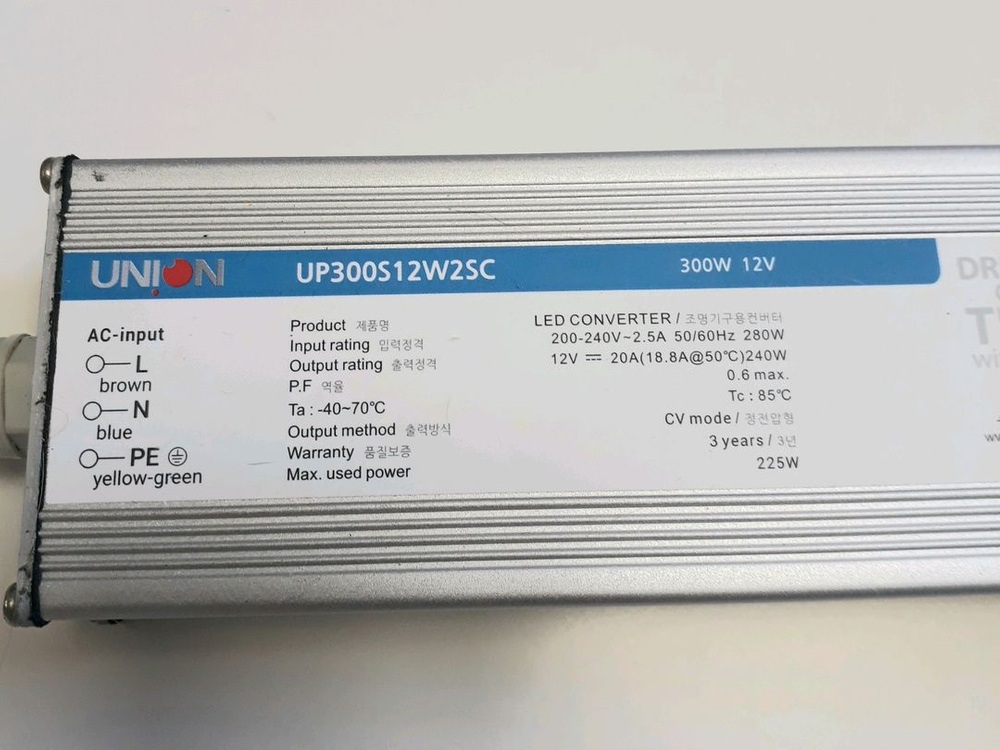 UNION UP300S12W2SC 300W 12V
AC-input
L
brown
N
blue
PE
yellow-green
Product 제품명 LED CONVERTER / 조명기구용컨버터
Input rating 입력정격 200-240V~2.5A 50/60Hz 280W
Output rating 출력정격 12V ⎓ 20A(18.8A@50℃)240W
P.F 역율 0.6 max.
Ta : -40~70℃ Tc : 85℃
Output method 출력방식 CV mode / 정전압형
Warranty 품질보증 3 years / 3년
Max. used power 225W
DR
T
wi